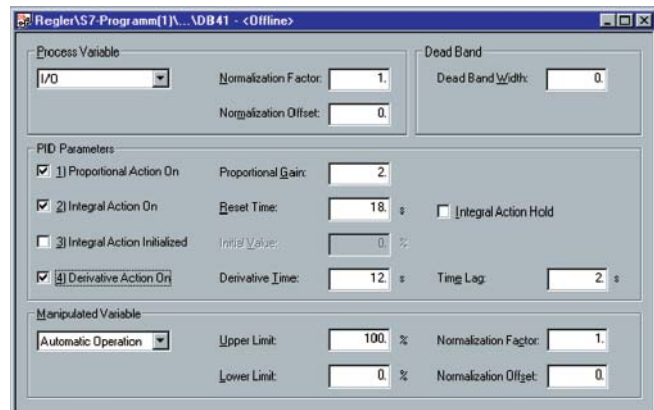 Regler\S7-Programm(1)\...\DB41 - <Offline>
Process Variable
I/O
Normalization Factor: 1.
Normalization Offset: 0.
Dead Band
Dead Band Width: 0.
PID Parameters
1) Proportional Action On Proportional Gain: 2.
2) Integral Action On Reset Time: 18. s Integral Action Hold
3) Integral Action Initialized Initial Value: 0. %
4) Derivative Action On Derivative Time: 12. s Time Lag: 2. s
Manipulated Variable
Automatic Operation Upper Limit: 100. % Normalization Factor: 1.
Lower Limit: 0. % Normalization Offset: 0.